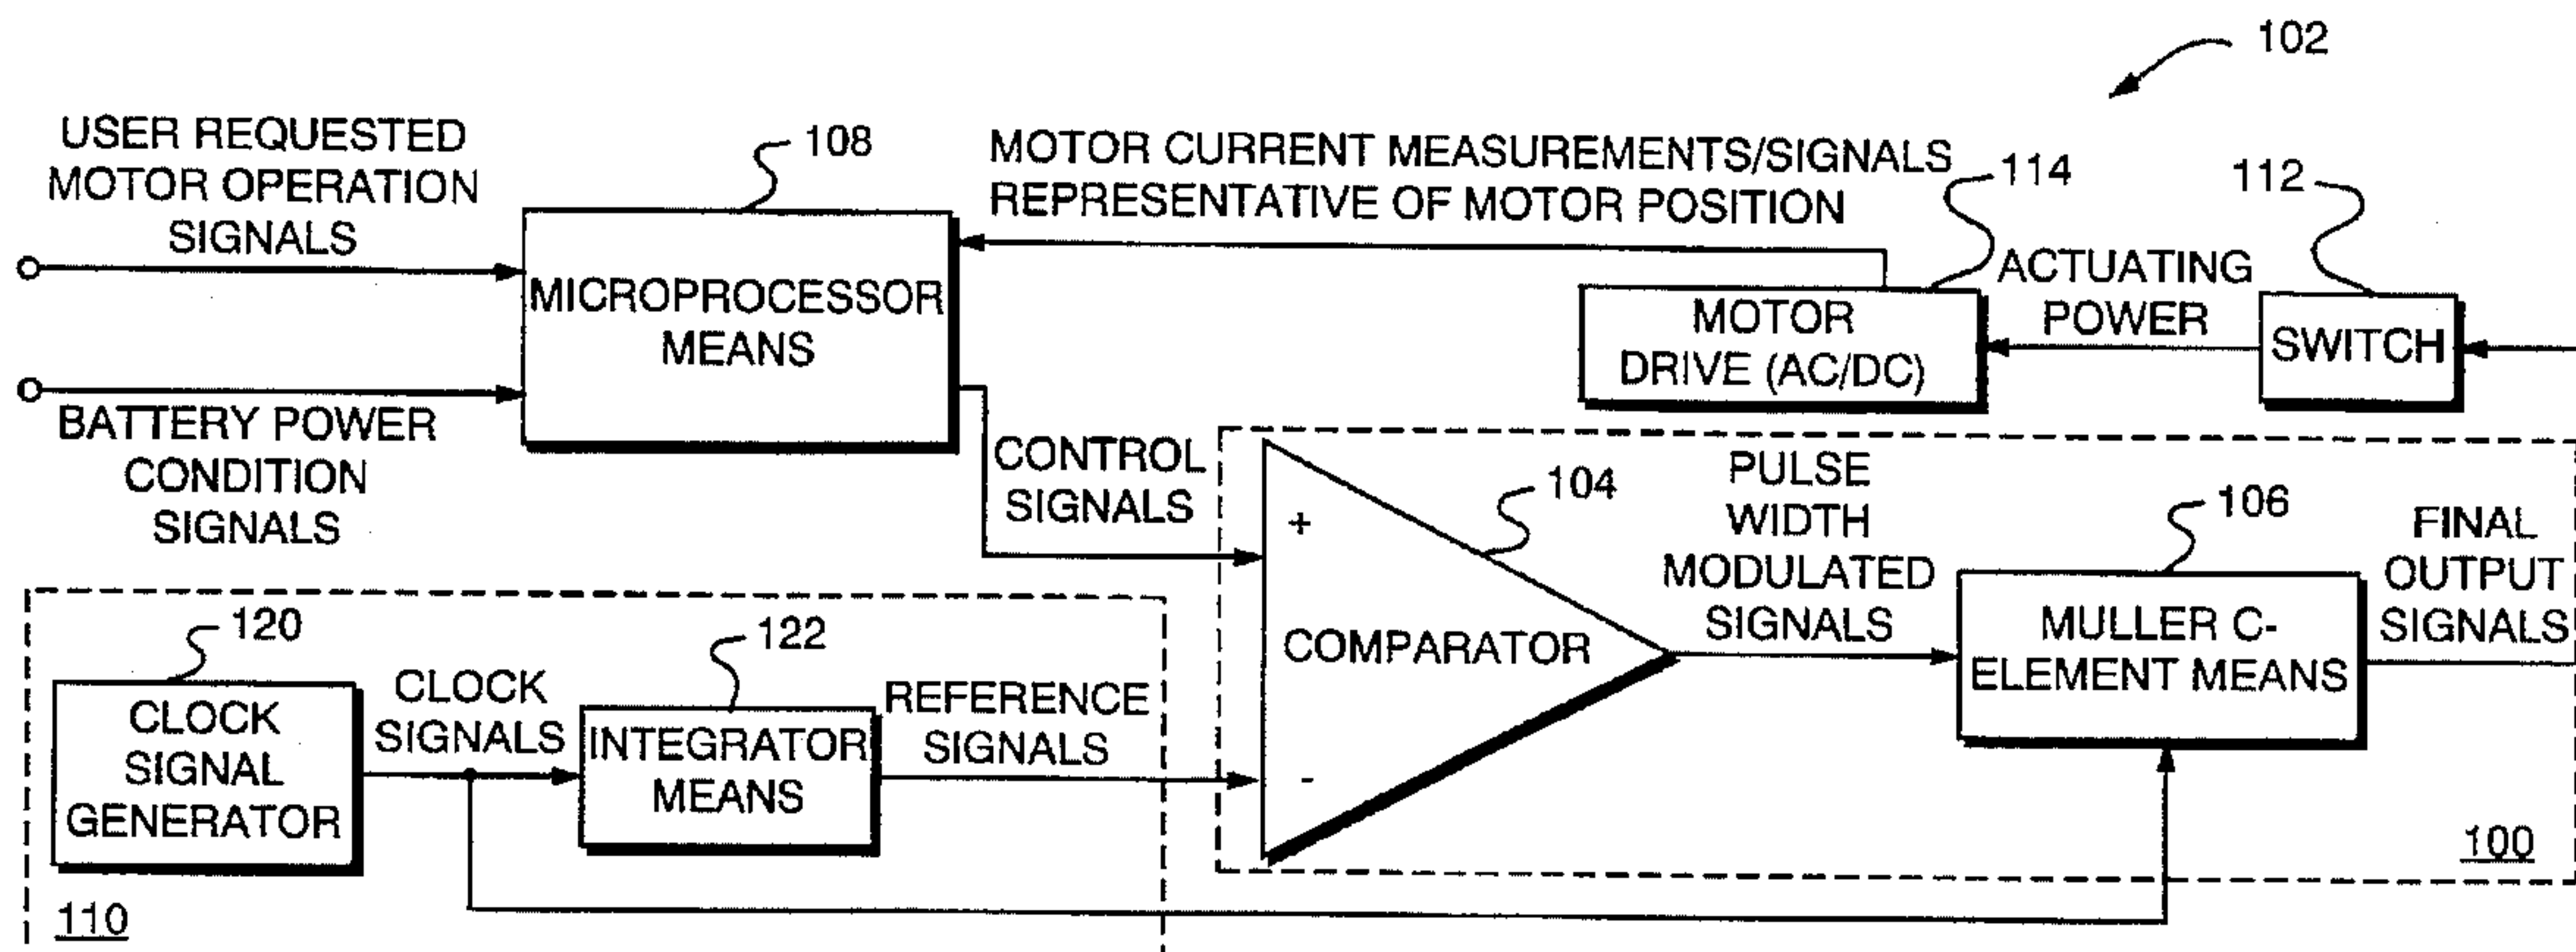 102
USER REQUESTED
MOTOR OPERATION
SIGNALS
108
MOTOR CURRENT MEASUREMENTS/SIGNALS
REPRESENTATIVE OF MOTOR POSITION
114
112
MICROPROCESSOR
MEANS
ACTUATING
POWER
MOTOR
DRIVE (AC/DC)
SWITCH
BATTERY POWER
CONDITION
SIGNALS
CONTROL
SIGNALS
+
COMPARATOR
-
104
PULSE
WIDTH
MODULATED
SIGNALS
106
MULLER C-
ELEMENT MEANS
FINAL
OUTPUT
SIGNALS
120
CLOCK
SIGNAL
GENERATOR
CLOCK
SIGNALS
122
INTEGRATOR
MEANS
REFERENCE
SIGNALS
100
110